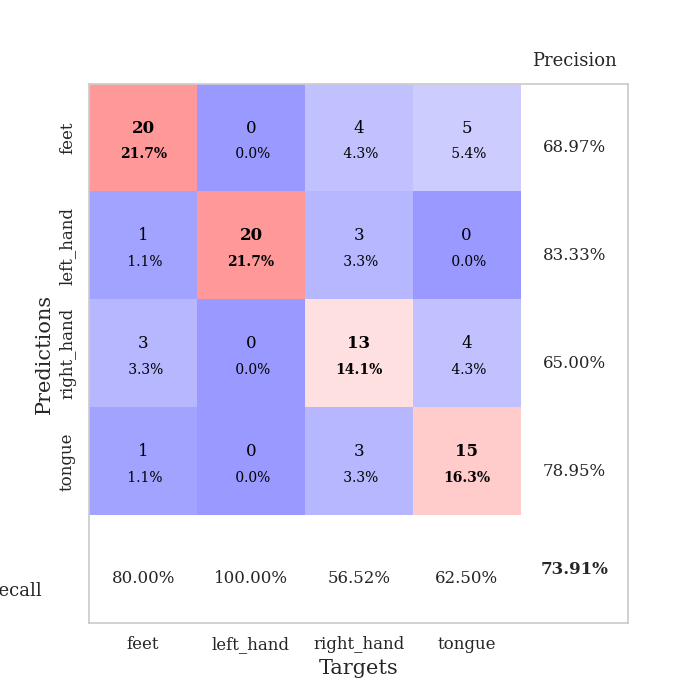 Precision
feet
20 0 4 5
21.7% 0.0% 4.3% 5.4%
68.97%
left_hand
1 20 3 0
1.1% 21.7% 3.3% 0.0%
83.33%
Predictions
right_hand
3 0 13 4
3.3% 0.0% 14.1% 4.3%
65.00%
tongue
1 0 3 15
1.1% 0.0% 3.3% 16.3%
78.95%
ecall
80.00% 100.00% 56.52% 62.50%
73.91%
feet left_hand right_hand tongue
Targets